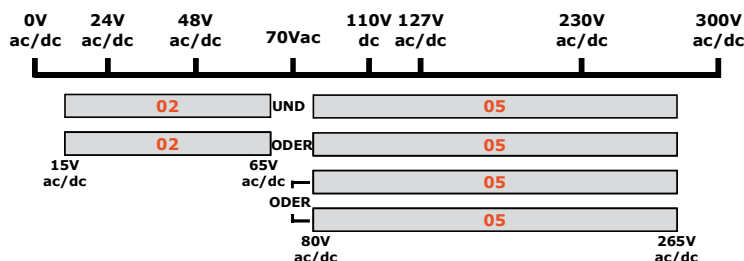 0V 24V 48V 70Vac 110V 127V 230V 300V
ac/dc ac/dc ac/dc dc ac/dc ac/dc ac/dc
02 UND 05
02 ODER 05
15V 65V
ac/dc ac/dc
05
ODER
05
80V 265V
ac/dc ac/dc